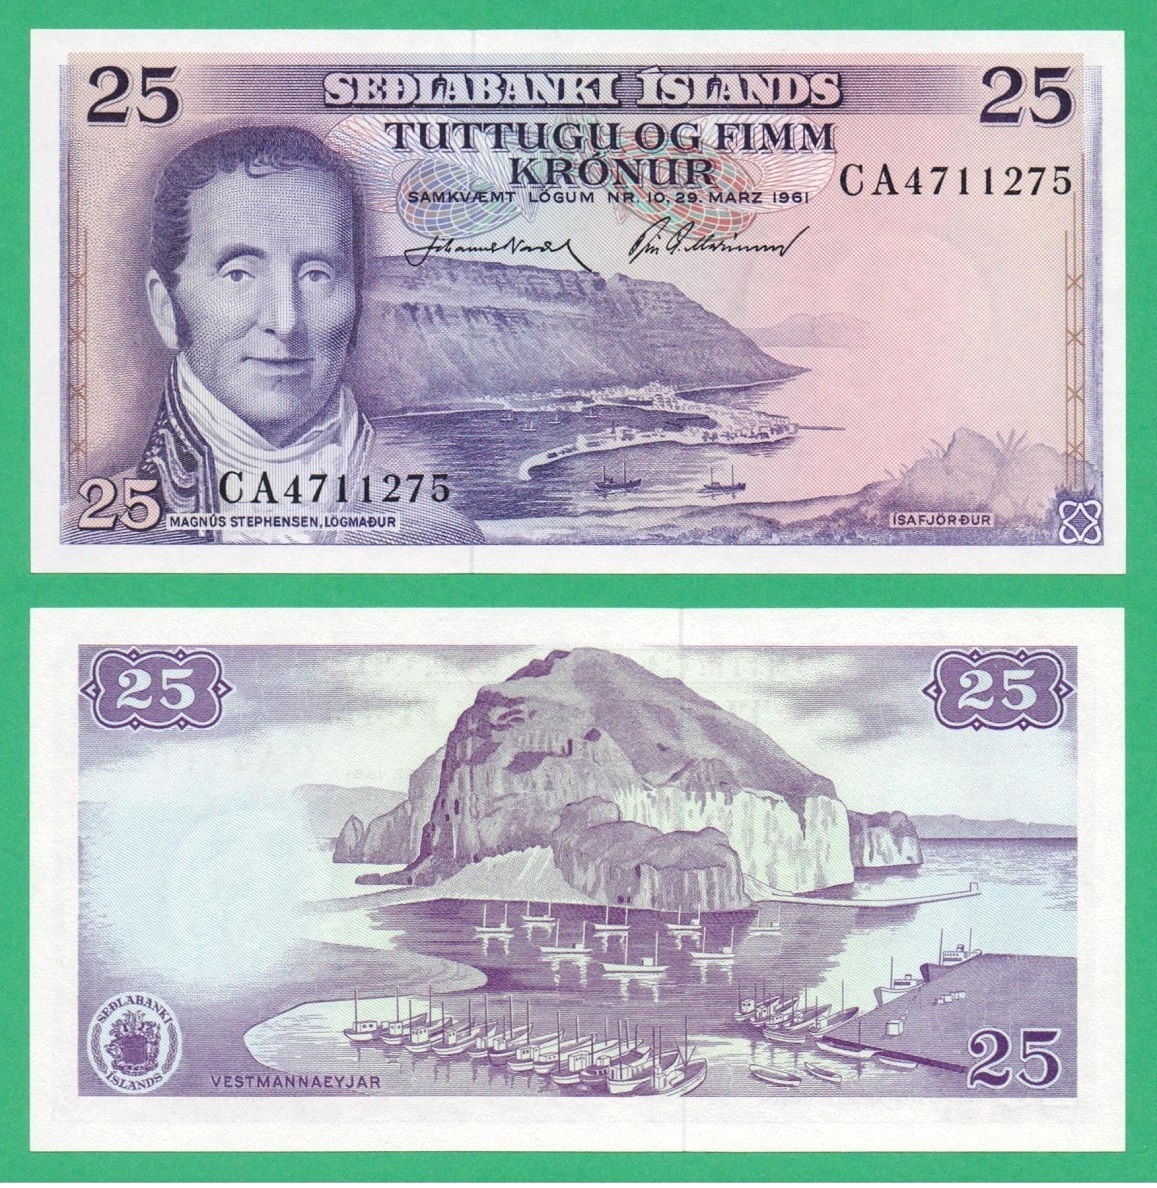 25 SEÐLABANKI ÍSLANDS 25
TUTTUGU OG FIMM
KRÓNUR
SAMKVÆMT LÖGUM NR. 10, 29. MARZ 1961
CA4711275
CA4711275
25
MAGNÚS STEPHENSEN, LÖGMAÐUR
ÍSAFJÖRÐUR
25 25
SEÐLABANKI
ÍSLANDS
VESTMANNAEYJAR
25